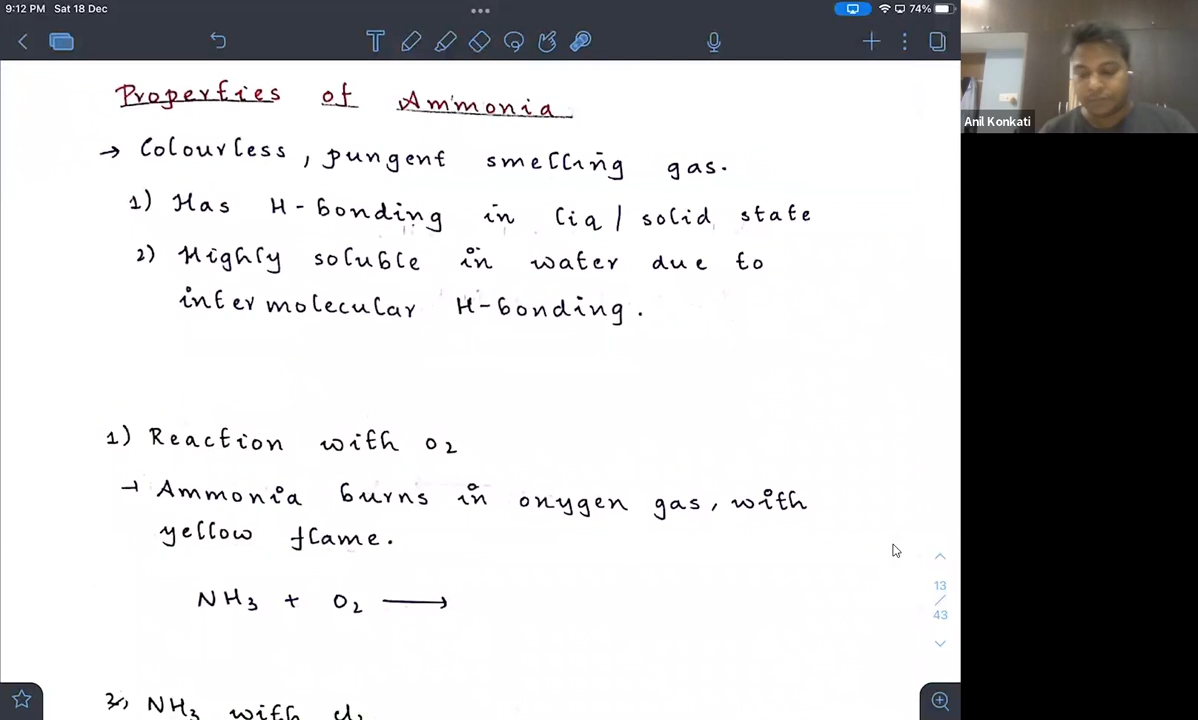 9:12 PM Sat 18 Dec
74%
Properties of Ammonia
Anil Konkati
→ Colourless, pungent smelling gas.
1) Has H-bonding in liq / solid state
2) Highly soluble in water due to
intermolecular H-bonding.
1) Reaction with O2
→ Ammonia burns in oxygen gas, with
yellow flame.
NH3 + O2 ⟶
13
/
43
NH3 with cl2